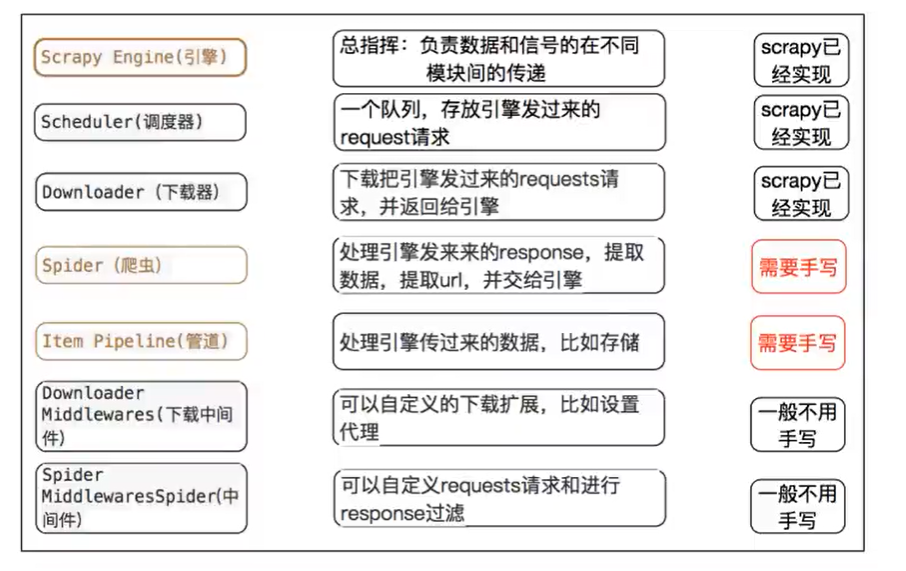 Scrapy Engine(引擎)
总指挥：负责数据和信号的在不同
模块间的传递
scrapy已
经实现
Scheduler(调度器)
一个队列，存放引擎发过来的
request请求
scrapy已
经实现
Downloader（下载器）
下载把引擎发过来的requests请
求，并返回给引擎
scrapy已
经实现
Spider（爬虫）
处理引擎发来来的response，提取
数据，提取url，并交给引擎
需要手写
Item Pipeline(管道)
处理引擎传过来的数据，比如存储
需要手写
Downloader
Middlewares(下载中间
件)
可以自定义的下载扩展，比如设置
代理
一般不用
手写
Spider
MiddlewaresSpider(中
间件)
可以自定义requests请求和进行
response过滤
一般不用
手写